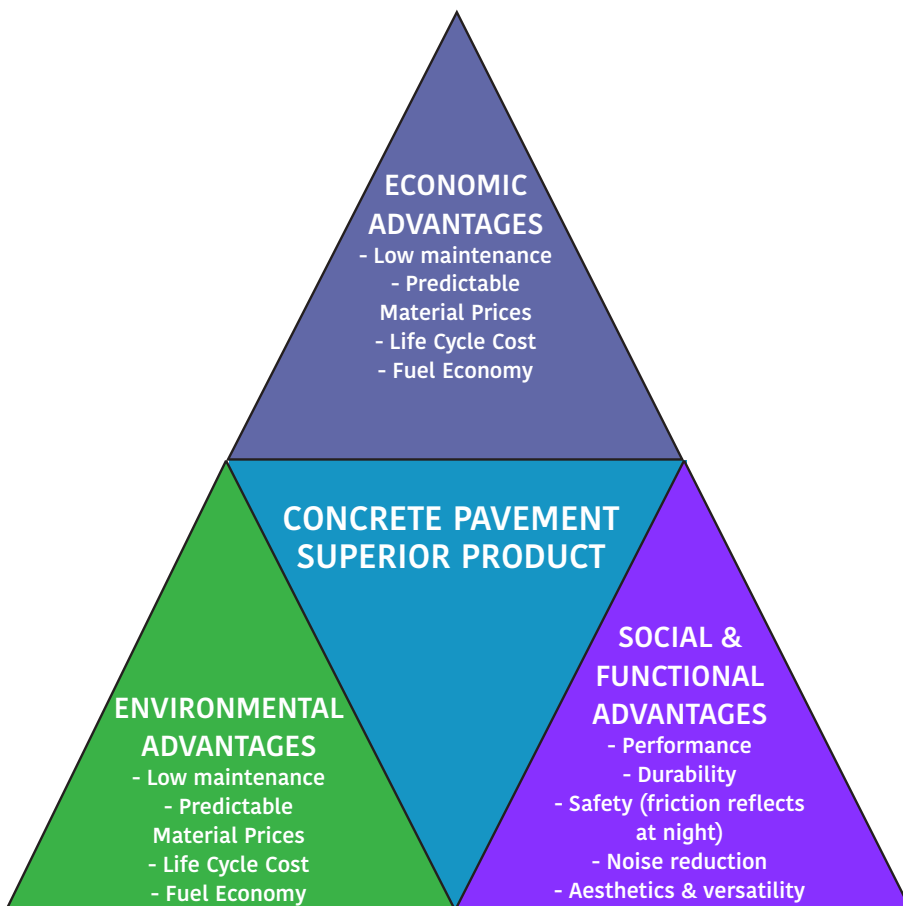 ECONOMIC
ADVANTAGES
- Low maintenance
- Predictable
Material Prices
- Life Cycle Cost
- Fuel Economy
CONCRETE PAVEMENT
SUPERIOR PRODUCT
ENVIRONMENTAL
ADVANTAGES
- Low maintenance
- Predictable
Material Prices
- Life Cycle Cost
- Fuel Economy
SOCIAL &
FUNCTIONAL
ADVANTAGES
- Performance
- Durability
- Safety (friction reflects
at night)
- Noise reduction
- Aesthetics & versatility